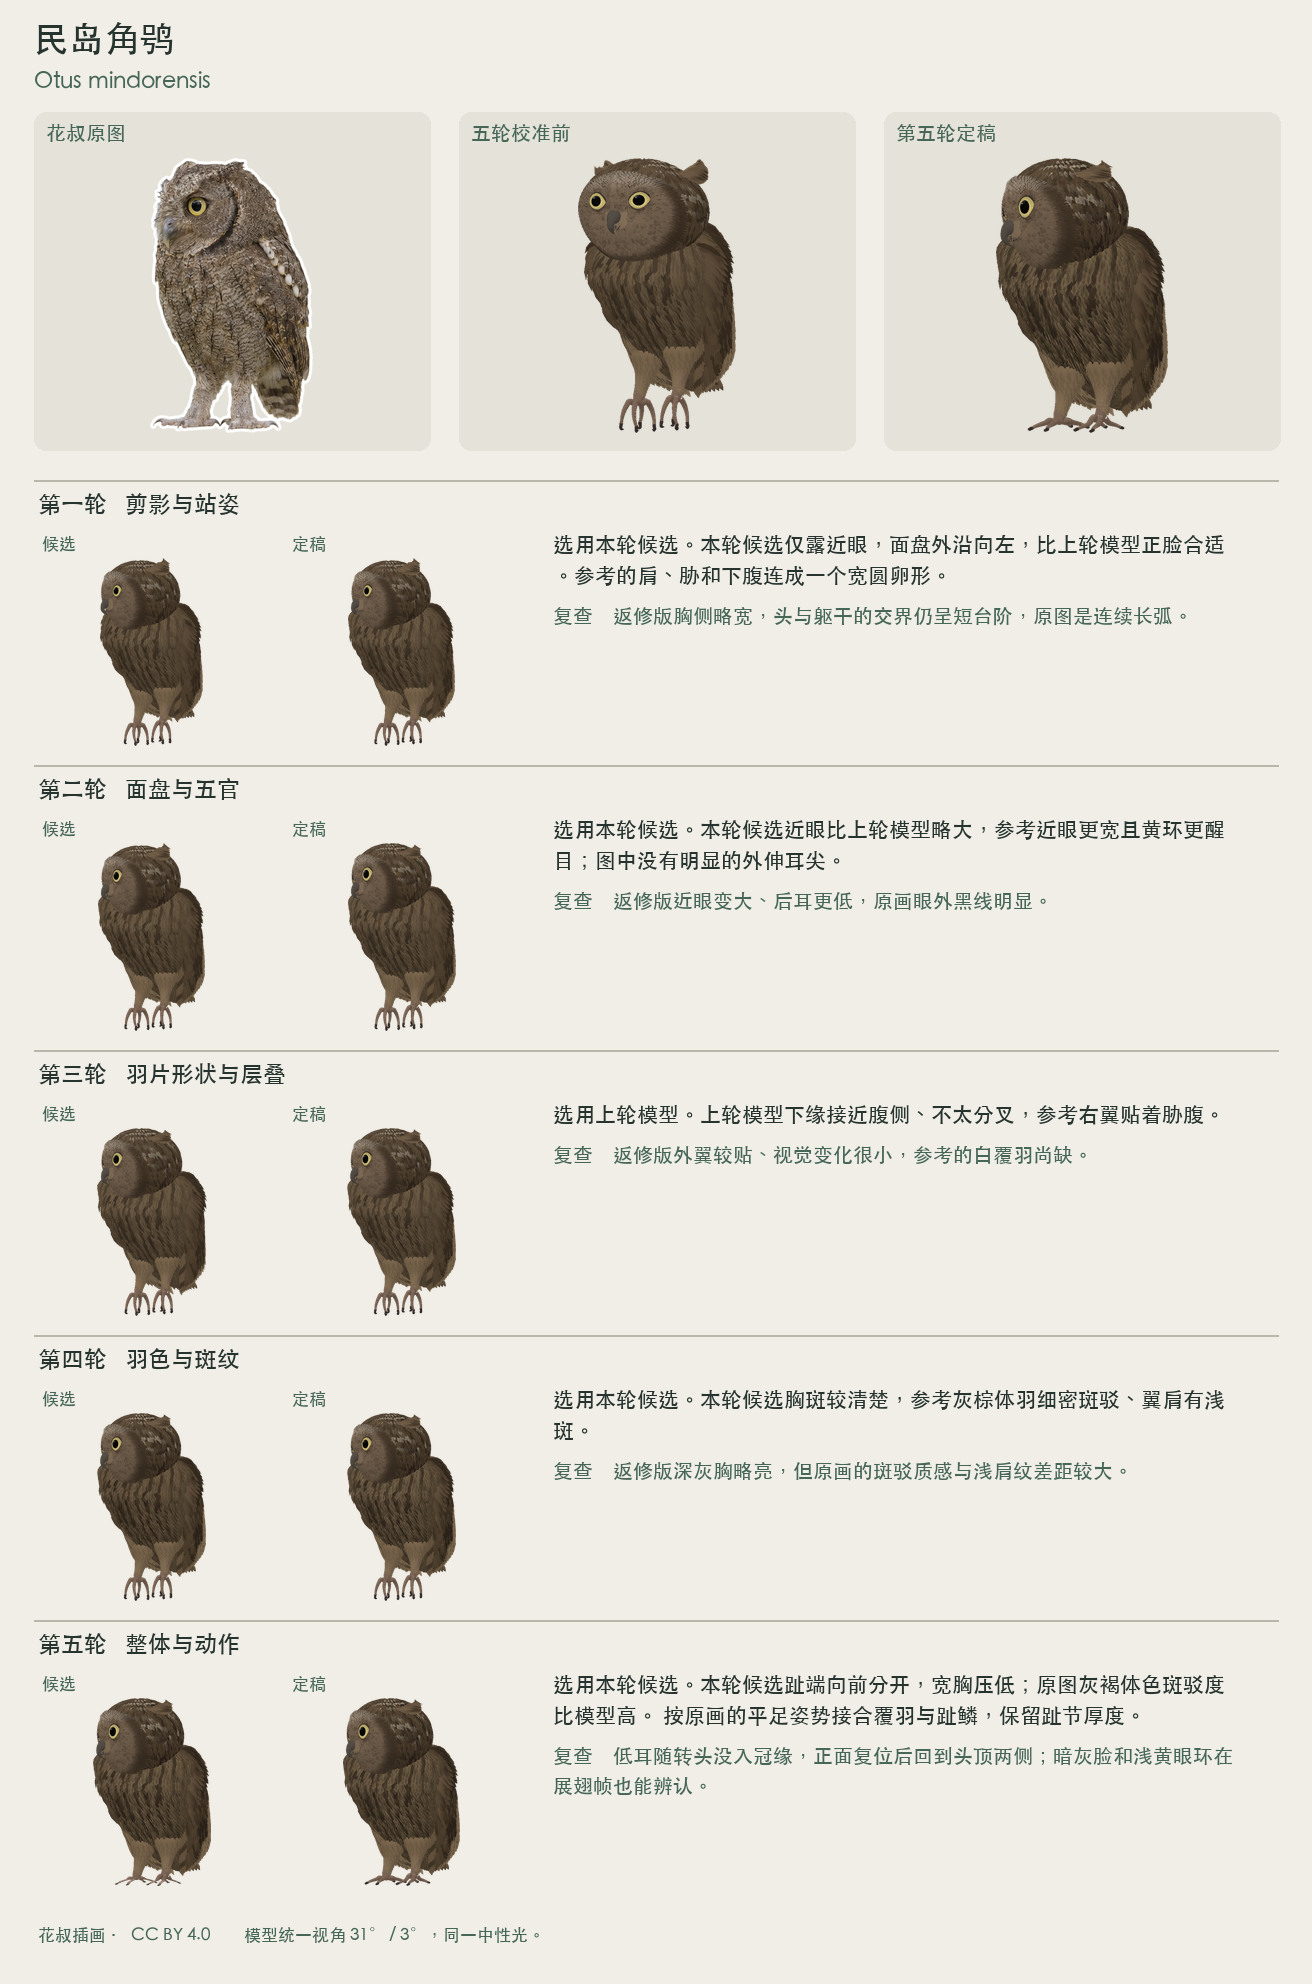 民岛角鸮
Otus mindorensis
花叔原图
五轮校准前
第五轮定稿
第一轮 剪影与站姿
候选
定稿
选用本轮候选。本轮候选仅露近眼，面盘外沿向左，比上轮模型正脸合适
。参考的肩、胁和下腹连成一个宽圆卵形。
复查 返修版胸侧略宽，头与躯干的交界仍呈短台阶，原图是连续长弧。
第二轮 面盘与五官
候选
定稿
选用本轮候选。本轮候选近眼比上轮模型略大，参考近眼更宽且黄环更醒
目；图中没有明显的外伸耳尖。
复查 返修版近眼变大、后耳更低，原画眼外黑线明显。
第三轮 羽片形状与层叠
候选
定稿
选用上轮模型。上轮模型下缘接近腹侧、不太分叉，参考右翼贴着胁腹。
复查 返修版外翼较贴、视觉变化很小，参考的白覆羽尚缺。
第四轮 羽色与斑纹
候选
定稿
选用本轮候选。本轮候选胸斑较清楚，参考灰棕体羽细密斑驳、翼肩有浅
斑。
复查 返修版深灰胸略亮，但原画的斑驳质感与浅肩纹差距较大。
第五轮 整体与动作
候选
定稿
选用本轮候选。本轮候选趾端向前分开，宽胸压低；原图灰褐体色斑驳度
比模型高。 按原画的平足姿势接合覆羽与趾鳞，保留趾节厚度。
复查 低耳随转头没入冠缘，正面复位后回到头顶两侧；暗灰脸和浅黄眼环在
展翅帧也能辨认。
花叔插画 · CC BY 4.0 模型统一视角 31° / 3° ，同一中性光。